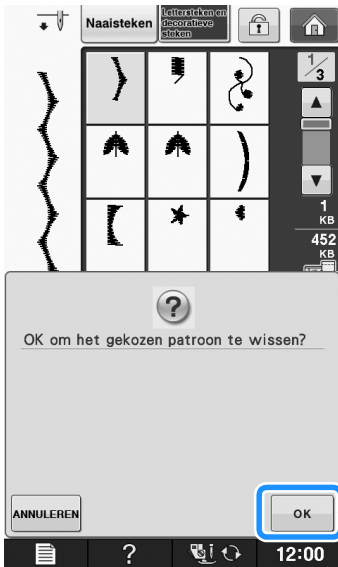 Naaisteken
Lettersteken en
decoratieve
steken
1/3
1
KB
452
KB
?
OK om het gekozen patroon te wissen?
ANNULEREN
OK
?
12:00